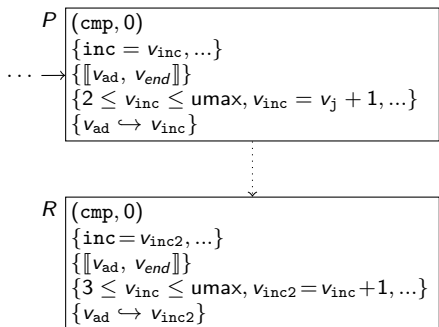 P (cmp, 0)
{inc = v_inc, ...}
··· → {⟦v_ad, v_end⟧}
{2 ≤ v_inc ≤ umax, v_inc = v_j + 1, ...}
{v_ad ↪ v_inc}
R (cmp, 0)
{inc = v_inc2, ...}
{⟦v_ad, v_end⟧}
{3 ≤ v_inc ≤ umax, v_inc2 = v_inc + 1, ...}
{v_ad ↪ v_inc2}